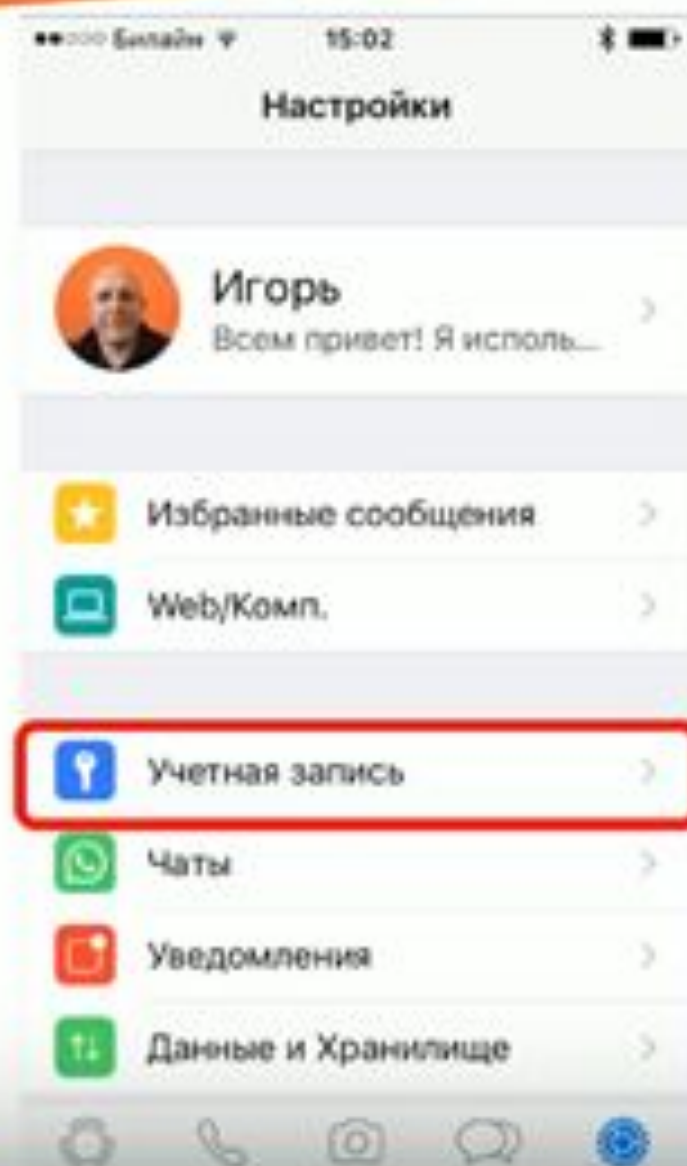 Билайн 15:02
Настройки
Игорь
Всем привет! Я исполь...
Избранные сообщения
Web/Комп.
Учетная запись
Чаты
Уведомления
Данные и Хранилище